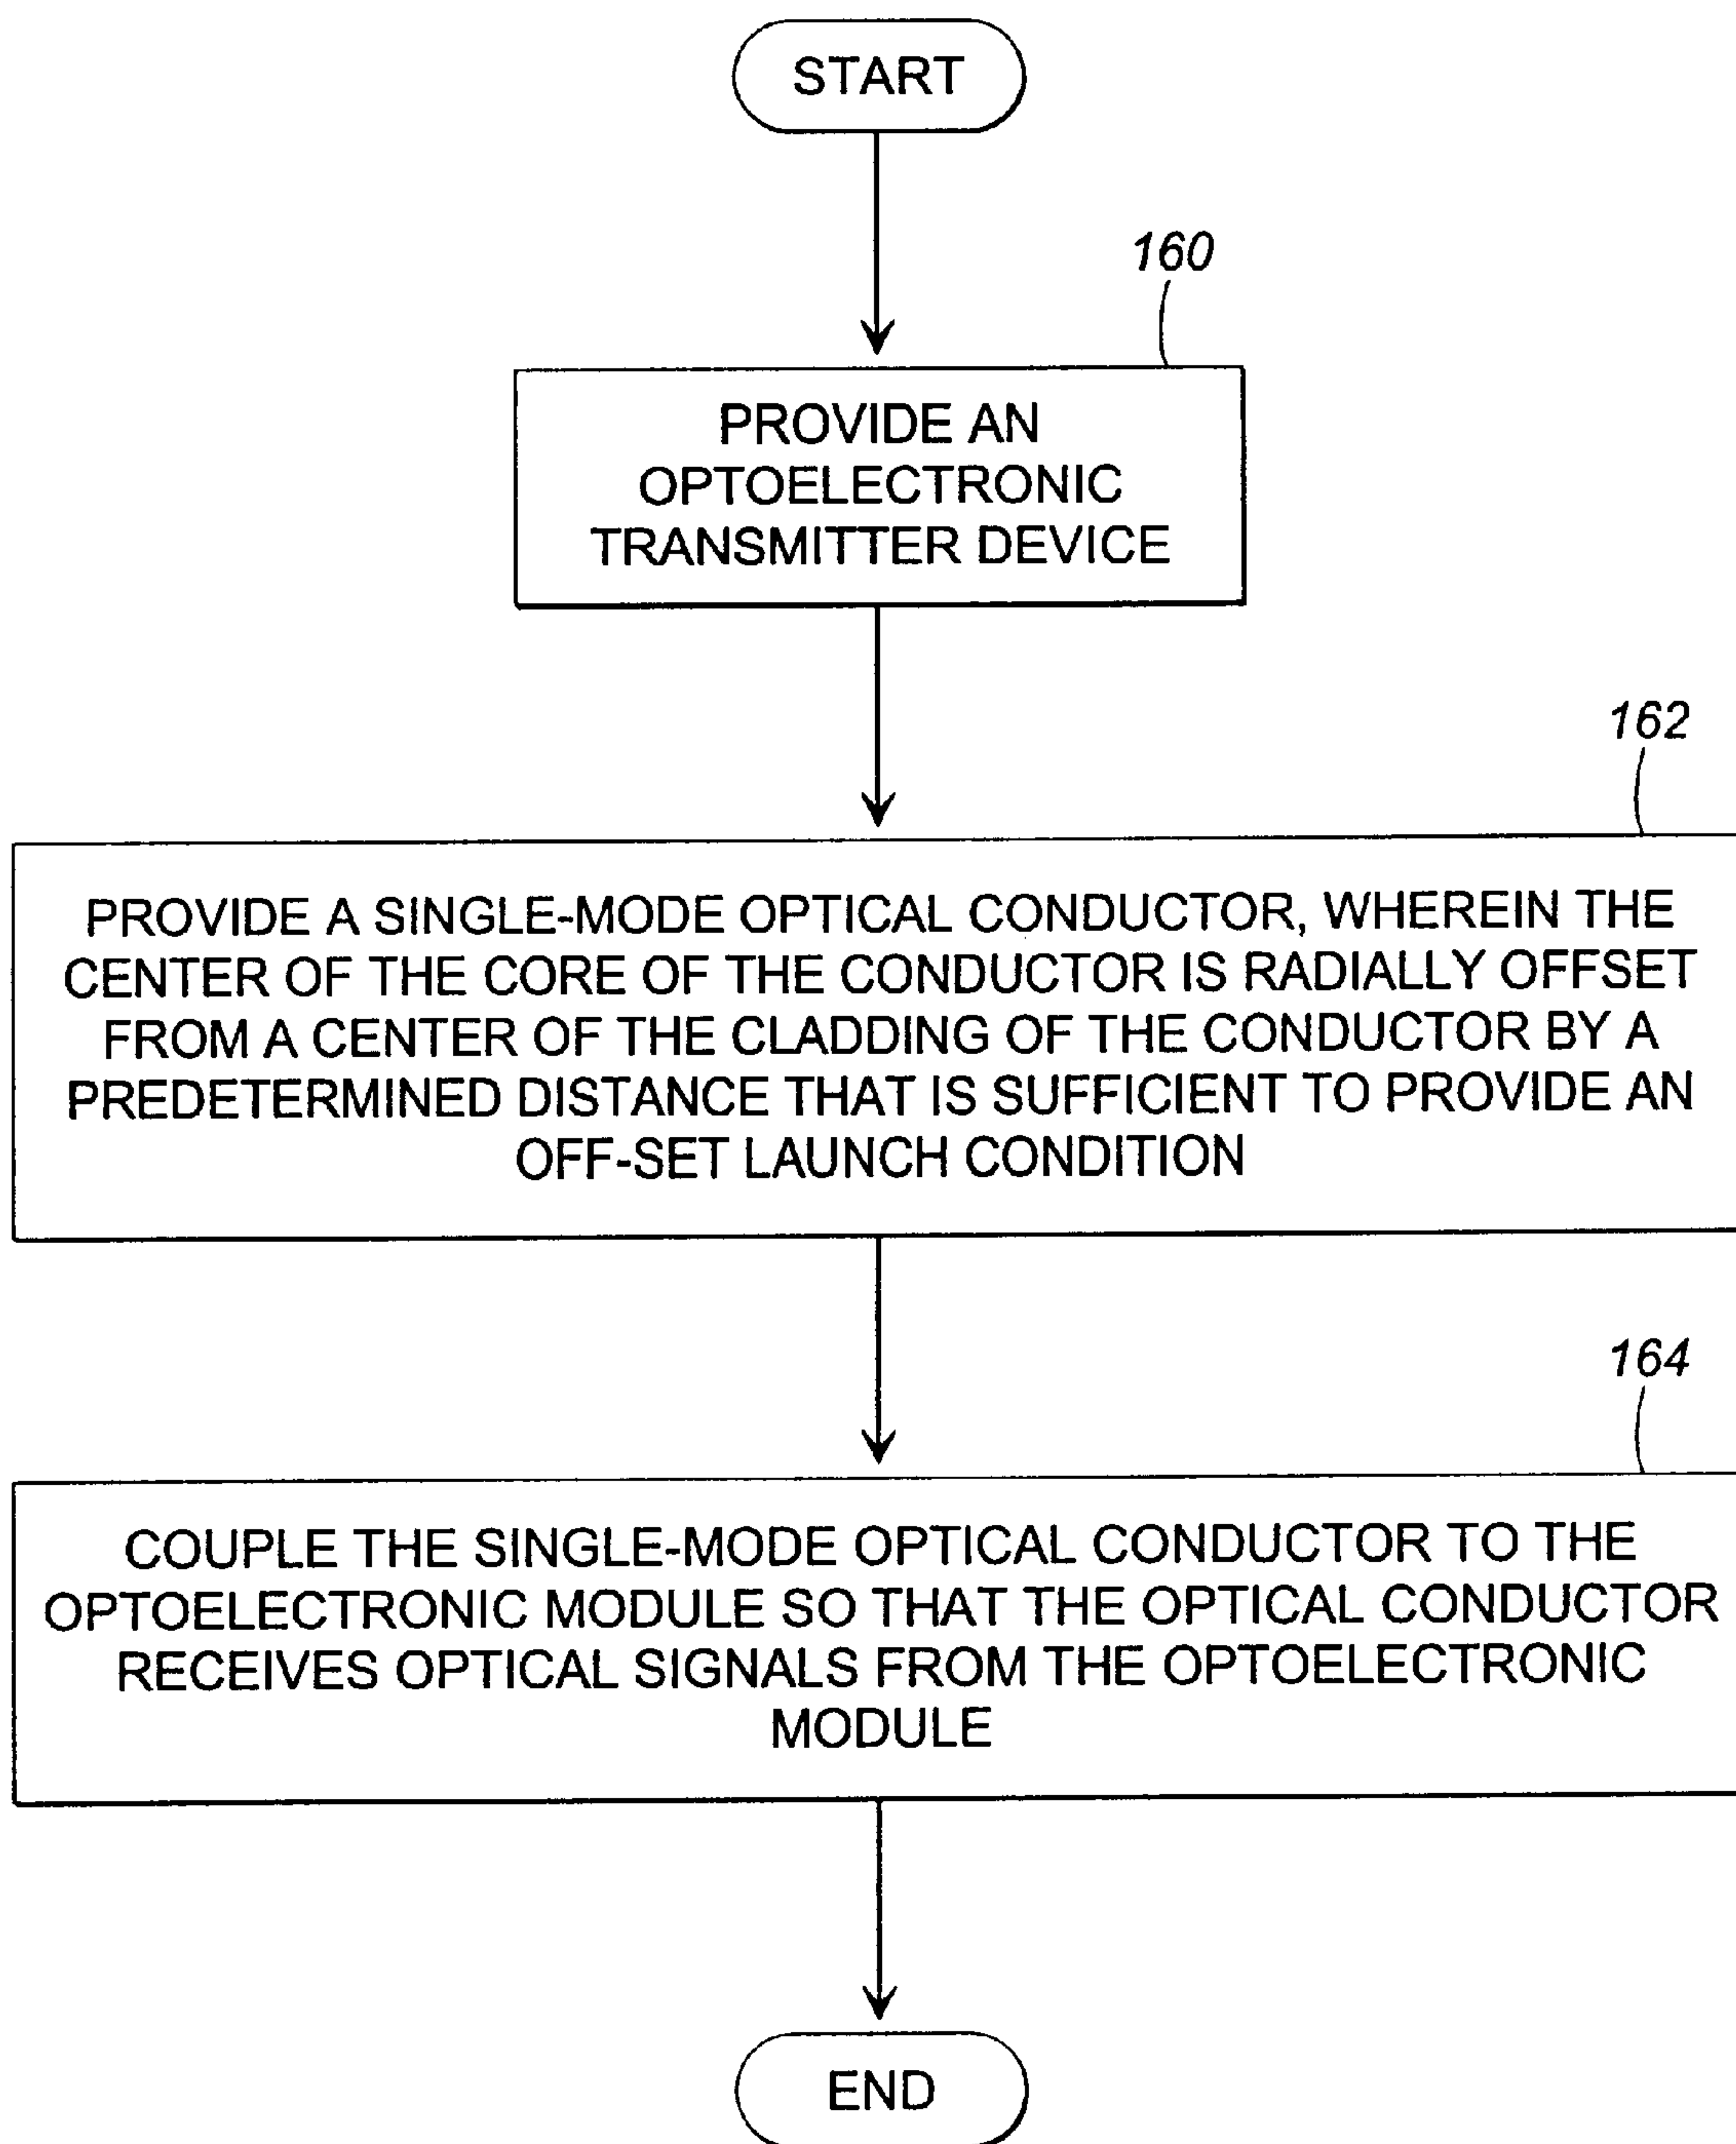 START
160
PROVIDE AN
OPTOELECTRONIC
TRANSMITTER DEVICE
162
PROVIDE A SINGLE-MODE OPTICAL CONDUCTOR, WHEREIN THE
CENTER OF THE CORE OF THE CONDUCTOR IS RADIALLY OFFSET
FROM A CENTER OF THE CLADDING OF THE CONDUCTOR BY A
PREDETERMINED DISTANCE THAT IS SUFFICIENT TO PROVIDE AN
OFF-SET LAUNCH CONDITION
164
COUPLE THE SINGLE-MODE OPTICAL CONDUCTOR TO THE
OPTOELECTRONIC MODULE SO THAT THE OPTICAL CONDUCTOR
RECEIVES OPTICAL SIGNALS FROM THE OPTOELECTRONIC
MODULE
END